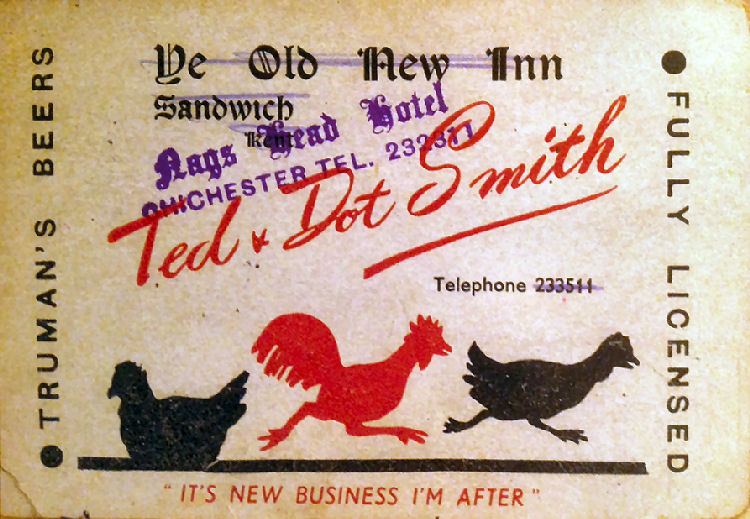 Ye Old New Inn
Sandwich
Kent
Nags Head Hotel
CHICHESTER TEL. 232311
Ted & Dot Smith
Telephone 233511
● TRUMAN'S BEERS
● FULLY LICENSED
"IT'S NEW BUSINESS I'M AFTER"